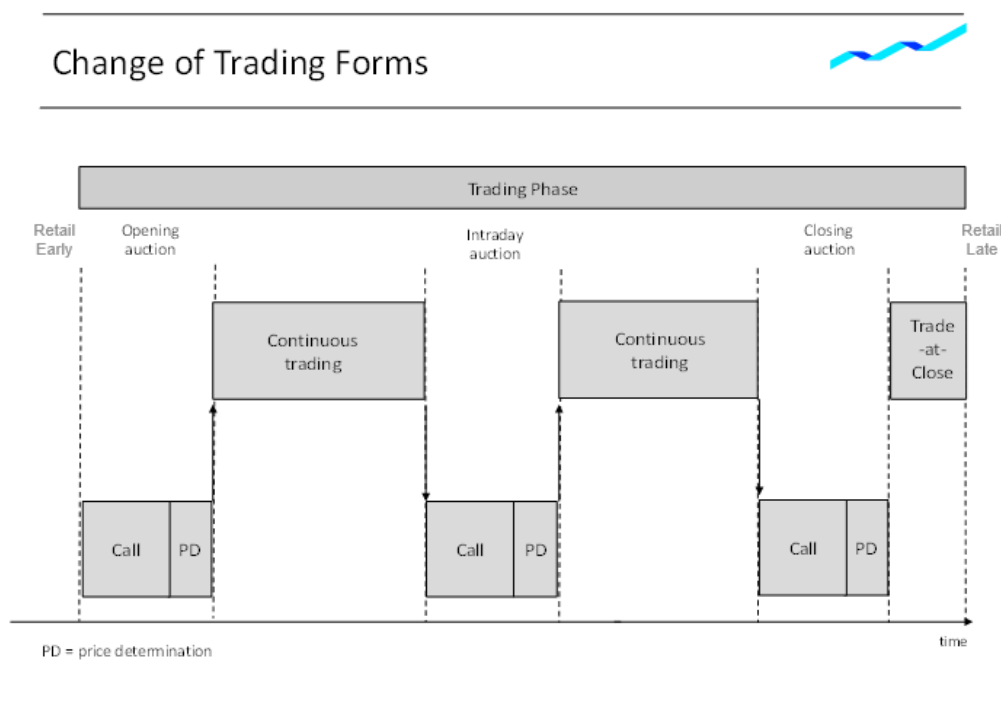 Change of Trading Forms
Trading Phase
Retail
Early
Opening
auction
Intraday
auction
Closing
auction
Retail
Late
Continuous
trading
Continuous
trading
Trade
-at-
Close
Call
PD
Call
PD
Call
PD
time
PD = price determination